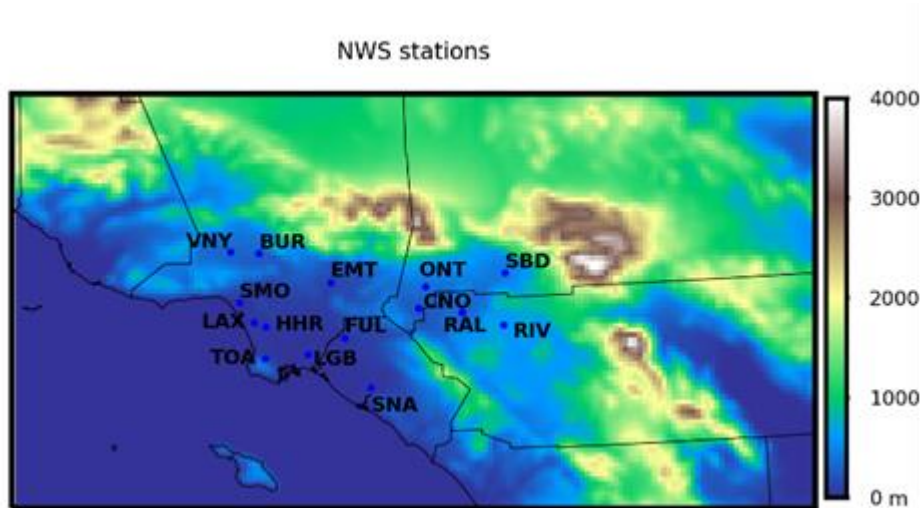 NWS stations
4000
VNY BUR
EMT ONT SBD
SMO CNO
LAX HHR FUL RAL RIV
TOA LGB
SNA
3000
2000
1000
0 m